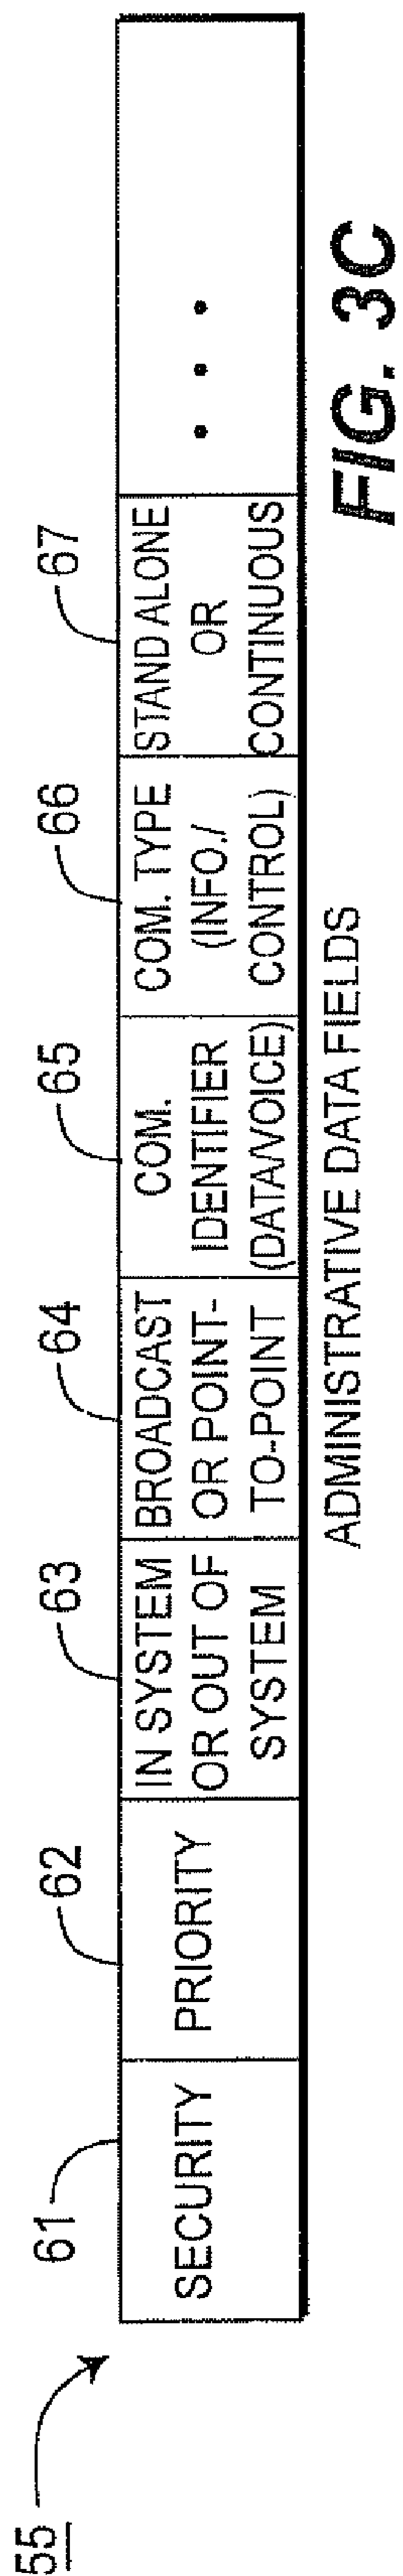 55
61
62
63
64
65
66
67
SECURITY
PRIORITY
IN SYSTEM
OR OUT OF
SYSTEM
BROADCAST
OR POINT-
TO-POINT
COM.
IDENTIFIER
(DATA/VOICE)
COM. TYPE
(INFO./
CONTROL)
STAND ALONE
OR
CONTINUOUS
• • •
ADMINISTRATIVE DATA FIELDS
FIG. 3C